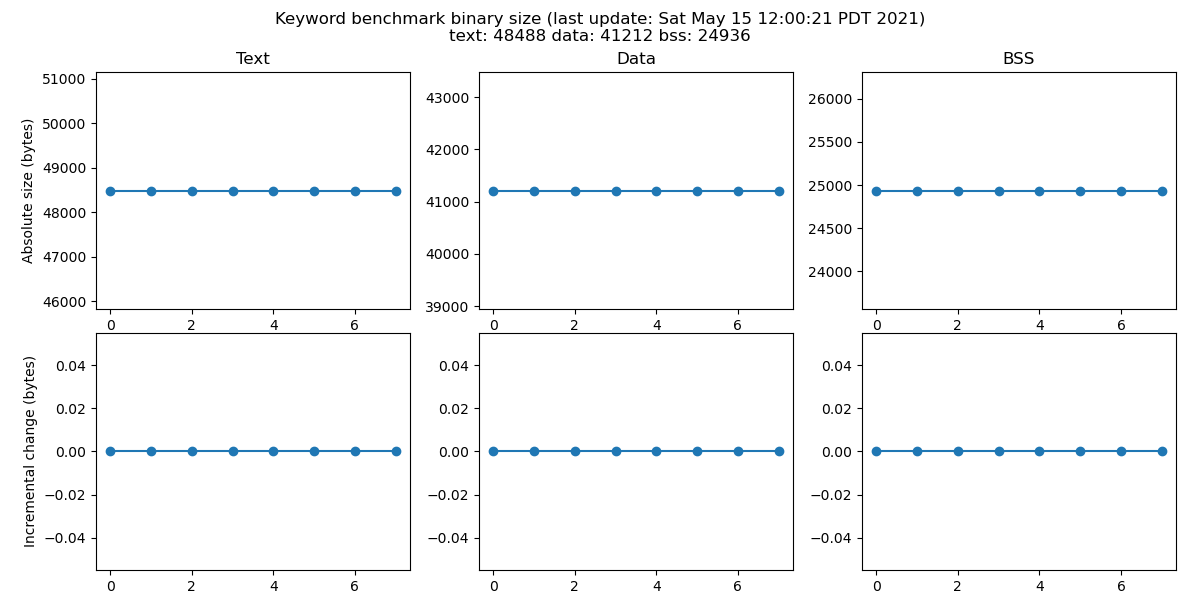 Keyword benchmark binary size (last update: Sat May 15 12:00:21 PDT 2021)
text: 48488 data: 41212 bss: 24936
Text
Data
BSS
Absolute size (bytes)
51000
50000
49000
48000
47000
46000
0 2 4 6
43000
42000
41000
40000
39000
0 2 4 6
26000
25500
25000
24500
24000
0 2 4 6
Incremental change (bytes)
0.04
0.02
0.00
−0.02
−0.04
0 2 4 6
0.04
0.02
0.00
−0.02
−0.04
0 2 4 6
0.04
0.02
0.00
−0.02
−0.04
0 2 4 6